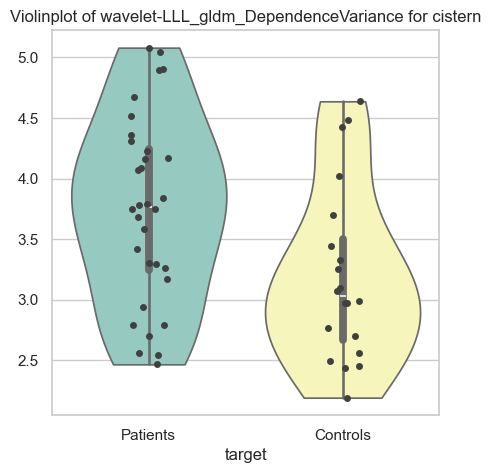 Violinplot of wavelet-LLL_gldm_DependenceVariance for cistern
5.0
4.5
4.0
3.5
3.0
2.5
Patients
Controls
target